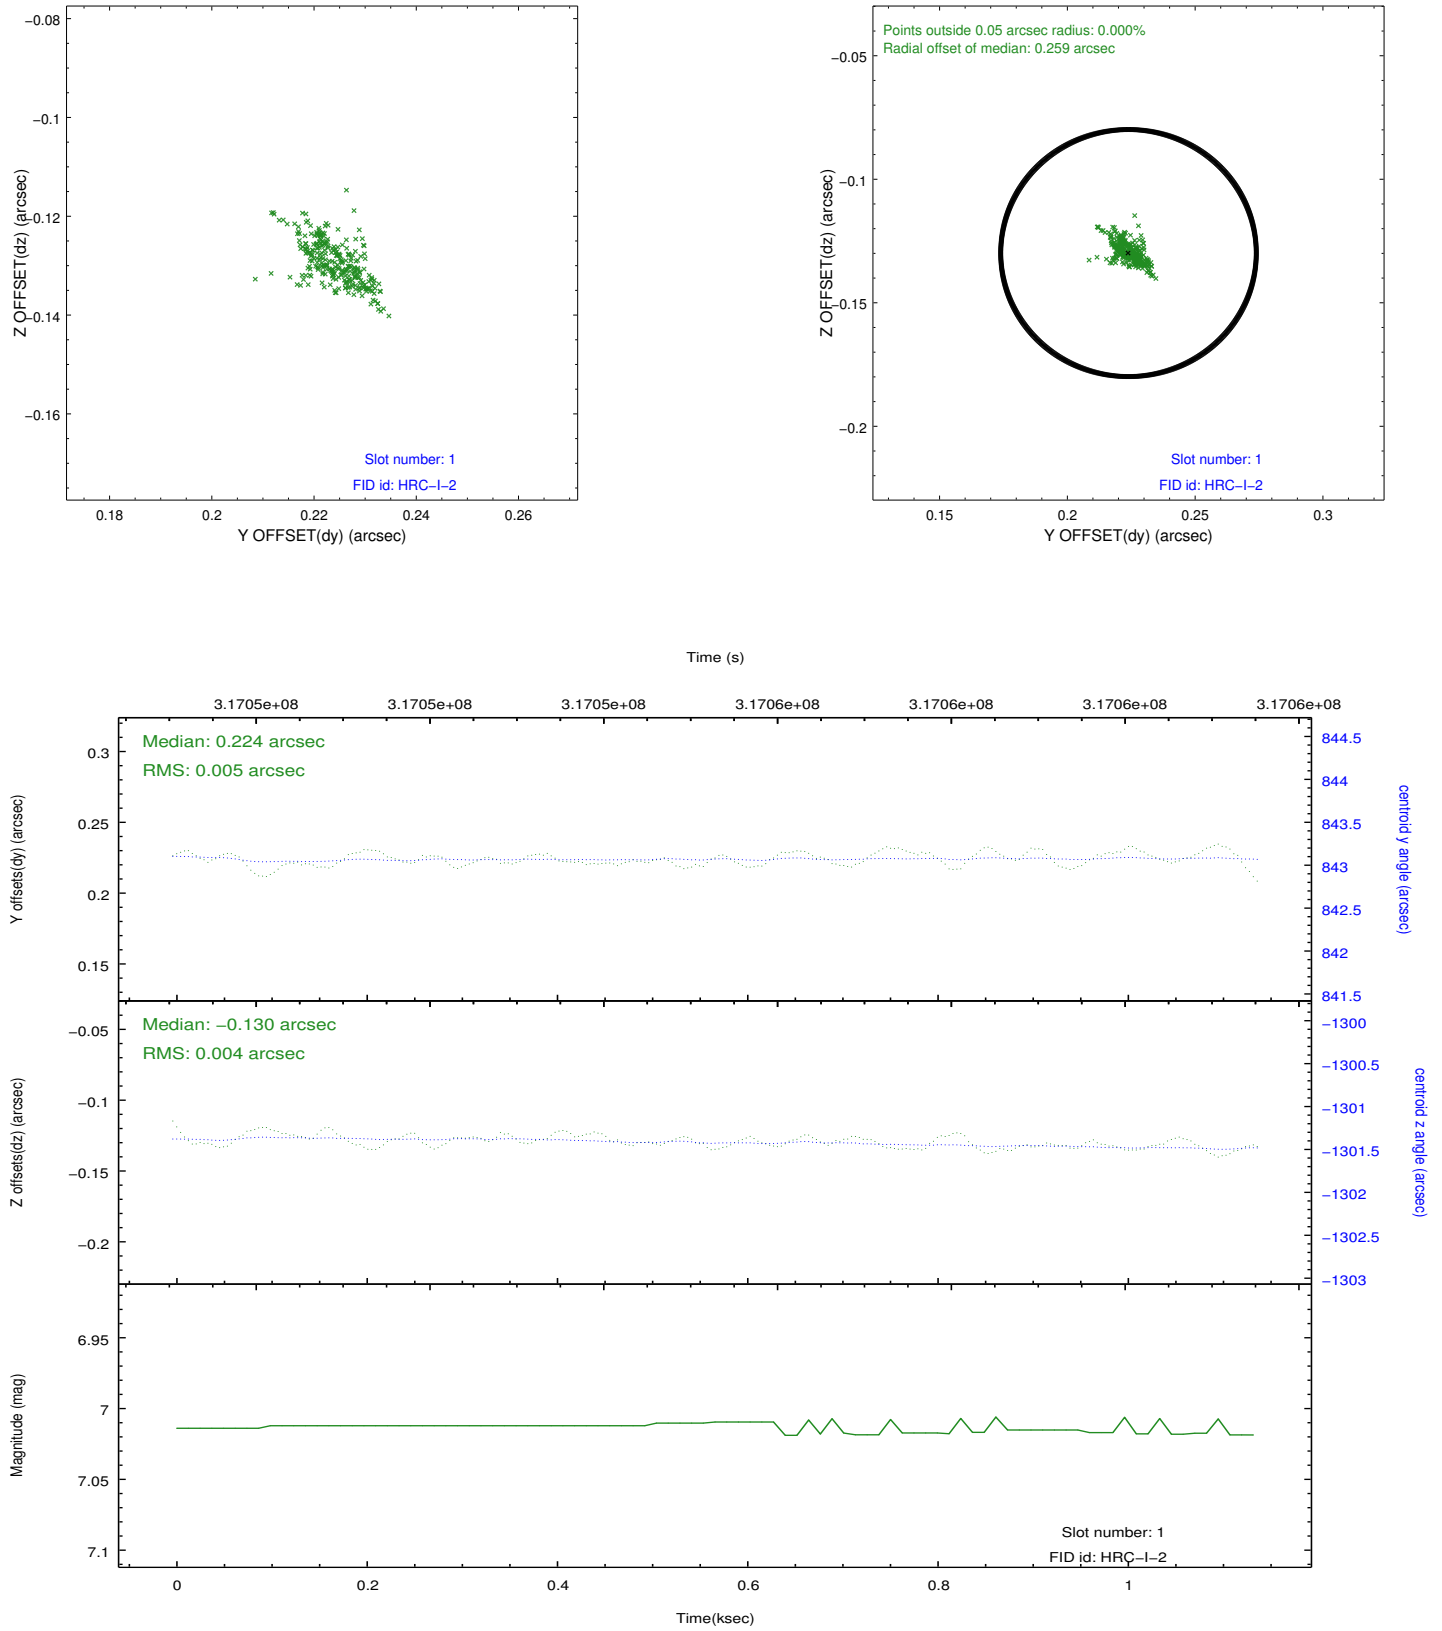 −0.08
−0.1
−0.12
−0.14
−0.16
Z OFFSET(dz) (arcsec)
Slot number: 1
FID id: HRC−I−2
0.18 0.2 0.22 0.24 0.26
Y OFFSET(dy) (arcsec)
Points outside 0.05 arcsec radius: 0.000%
Radial offset of median: 0.259 arcsec
−0.05
−0.1
−0.15
−0.2
Z OFFSET(dz) (arcsec)
Slot number: 1
FID id: HRC−I−2
0.15 0.2 0.25 0.3
Y OFFSET(dy) (arcsec)
Time (s)
3.1705e+08 3.1705e+08 3.1705e+08 3.1706e+08 3.1706e+08 3.1706e+08 3.1706e+08
Median: 0.224 arcsec
RMS: 0.005 arcsec
0.3
0.25
0.2
0.15
Y offsets(dy) (arcsec)
844.5
844
843.5
843
842.5
842
841.5
centroid y angle (arcsec)
Median: −0.130 arcsec
RMS: 0.004 arcsec
−0.05
−0.1
−0.15
−0.2
Z offsets(dz) (arcsec)
−1300
−1300.5
−1301
−1301.5
−1302
−1302.5
−1303
centroid z angle (arcsec)
6.95
7
7.05
7.1
Magnitude (mag)
Slot number: 1
FID id: HRC−I−2
0 0.2 0.4 0.6 0.8 1
Time(ksec)